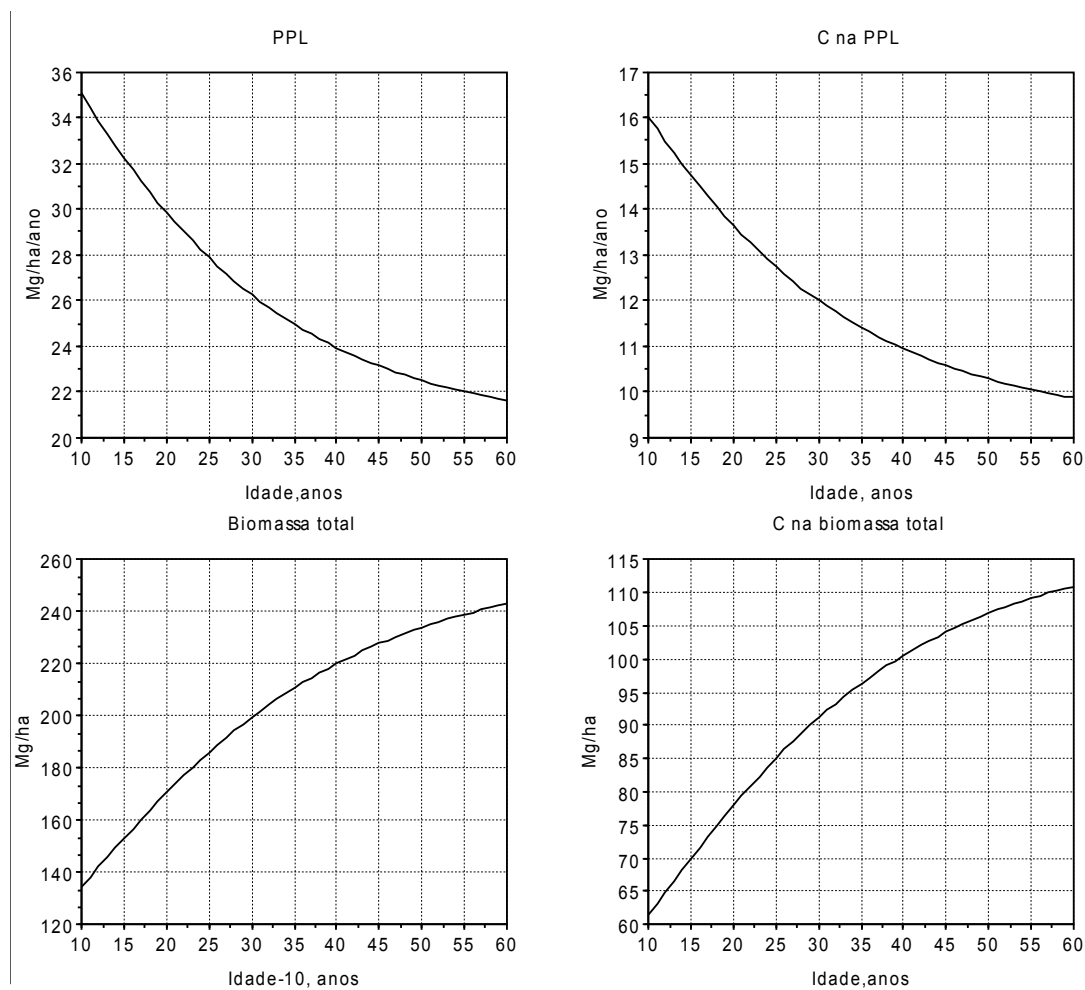 PPL
36
34
32
30
28
26
24
22
20
Mg/ha/ano
10 15 20 25 30 35 40 45 50 55 60
Idade,anos
C na PPL
17
16
15
14
13
12
11
10
9
Mg/ha/ano
10 15 20 25 30 35 40 45 50 55 60
Idade, anos
Biomassa total
260
240
220
200
180
160
140
120
Mg/ha
10 15 20 25 30 35 40 45 50 55 60
Idade-10, anos
C na biomassa total
115
110
105
100
95
90
85
80
75
70
65
60
Mg/ha
10 15 20 25 30 35 40 45 50 55 60
Idade,anos